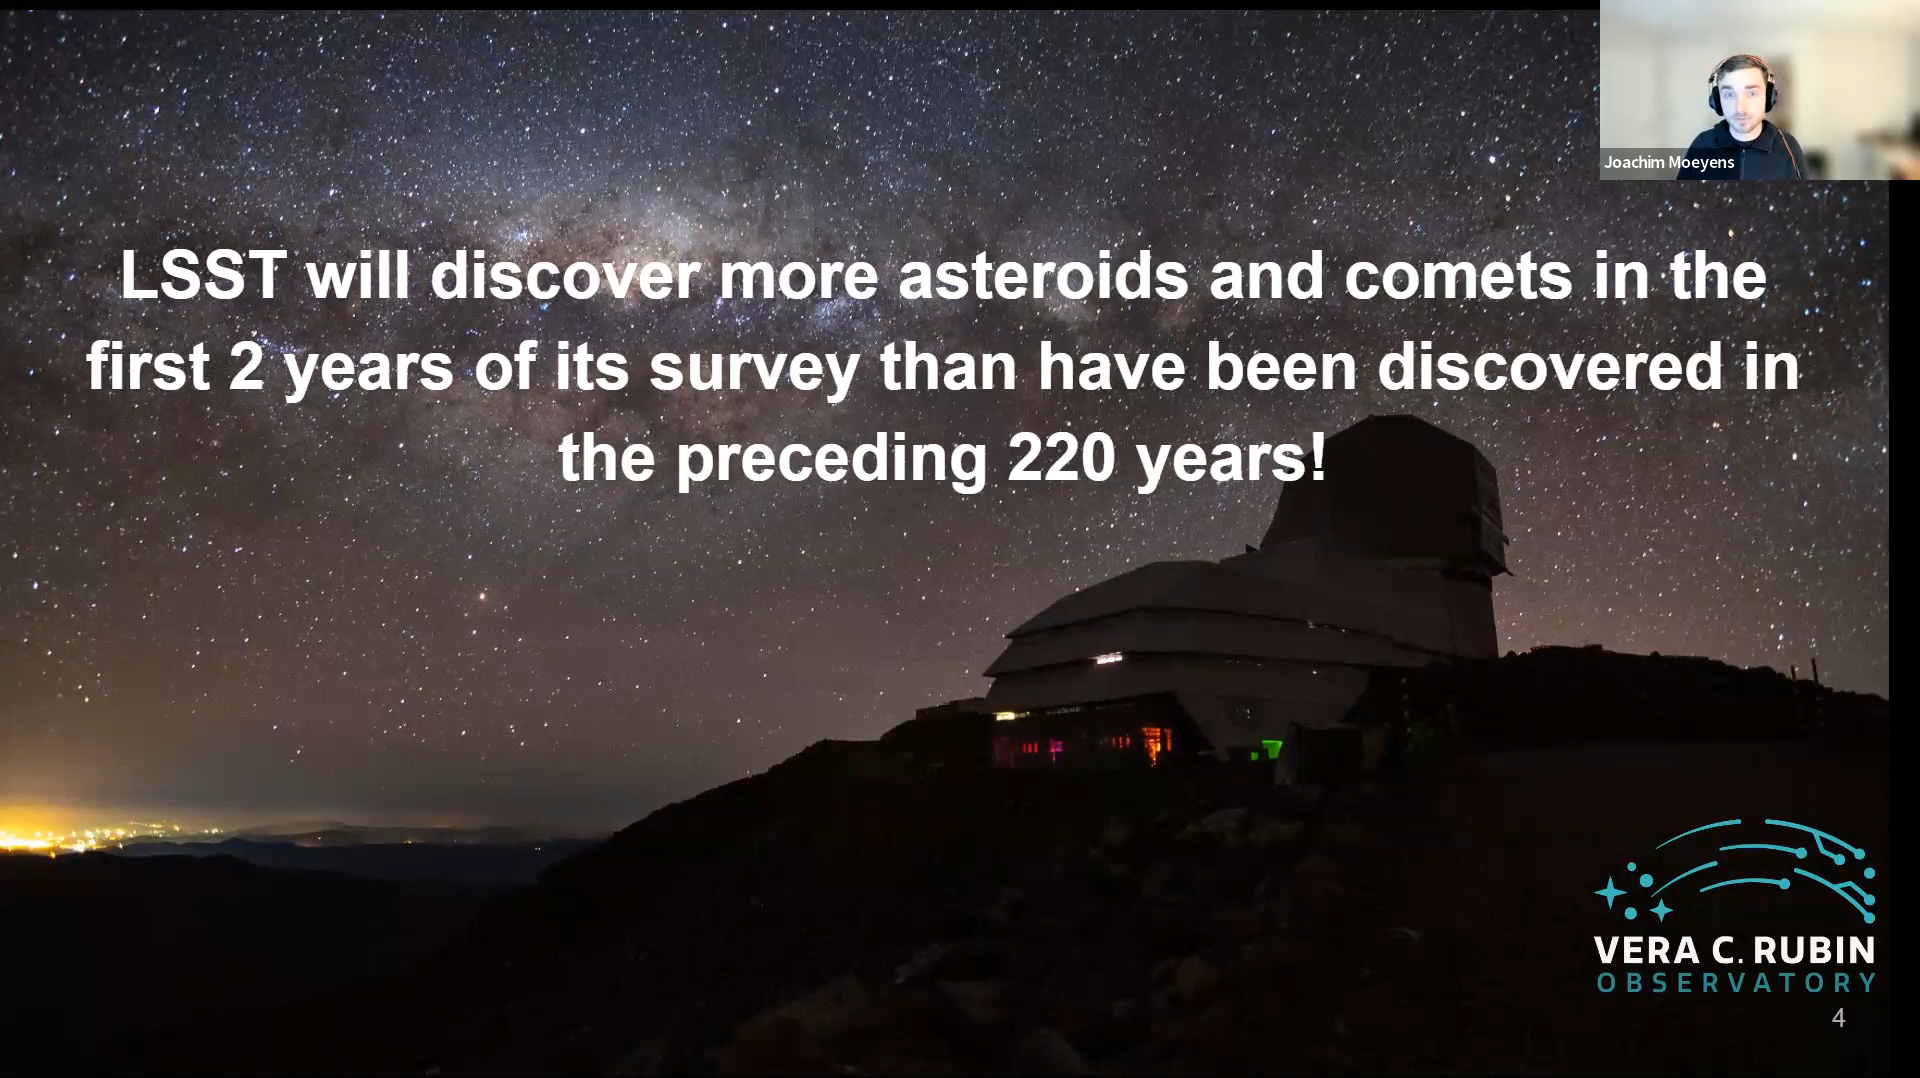 Joachim Moeyens
LSST will discover more asteroids and comets in the
first 2 years of its survey than have been discovered in
the preceding 220 years!
VERA C. RUBIN
OBSERVATORY
4